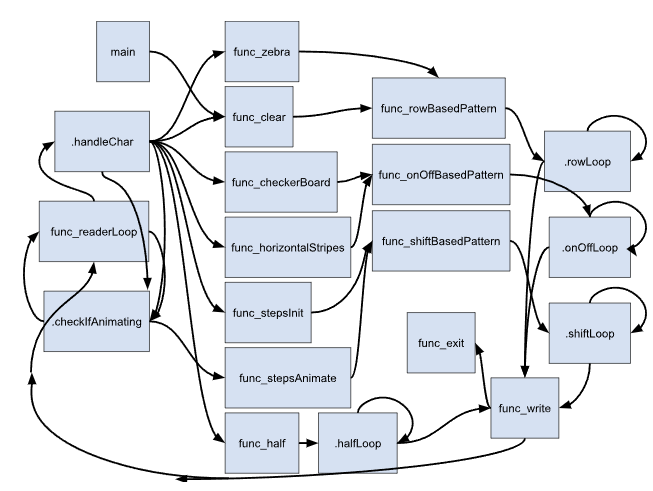 main
func_zebra
func_clear
func_rowBasedPattern
.handleChar
.rowLoop
func_checkerBoard
func_onOffBasedPattern
func_readerLoop
func_horizontalStripes
func_shiftBasedPattern
.onOffLoop
.checkIfAnimating
func_stepsInit
func_exit
.shiftLoop
func_stepsAnimate
func_write
func_half
.halfLoop